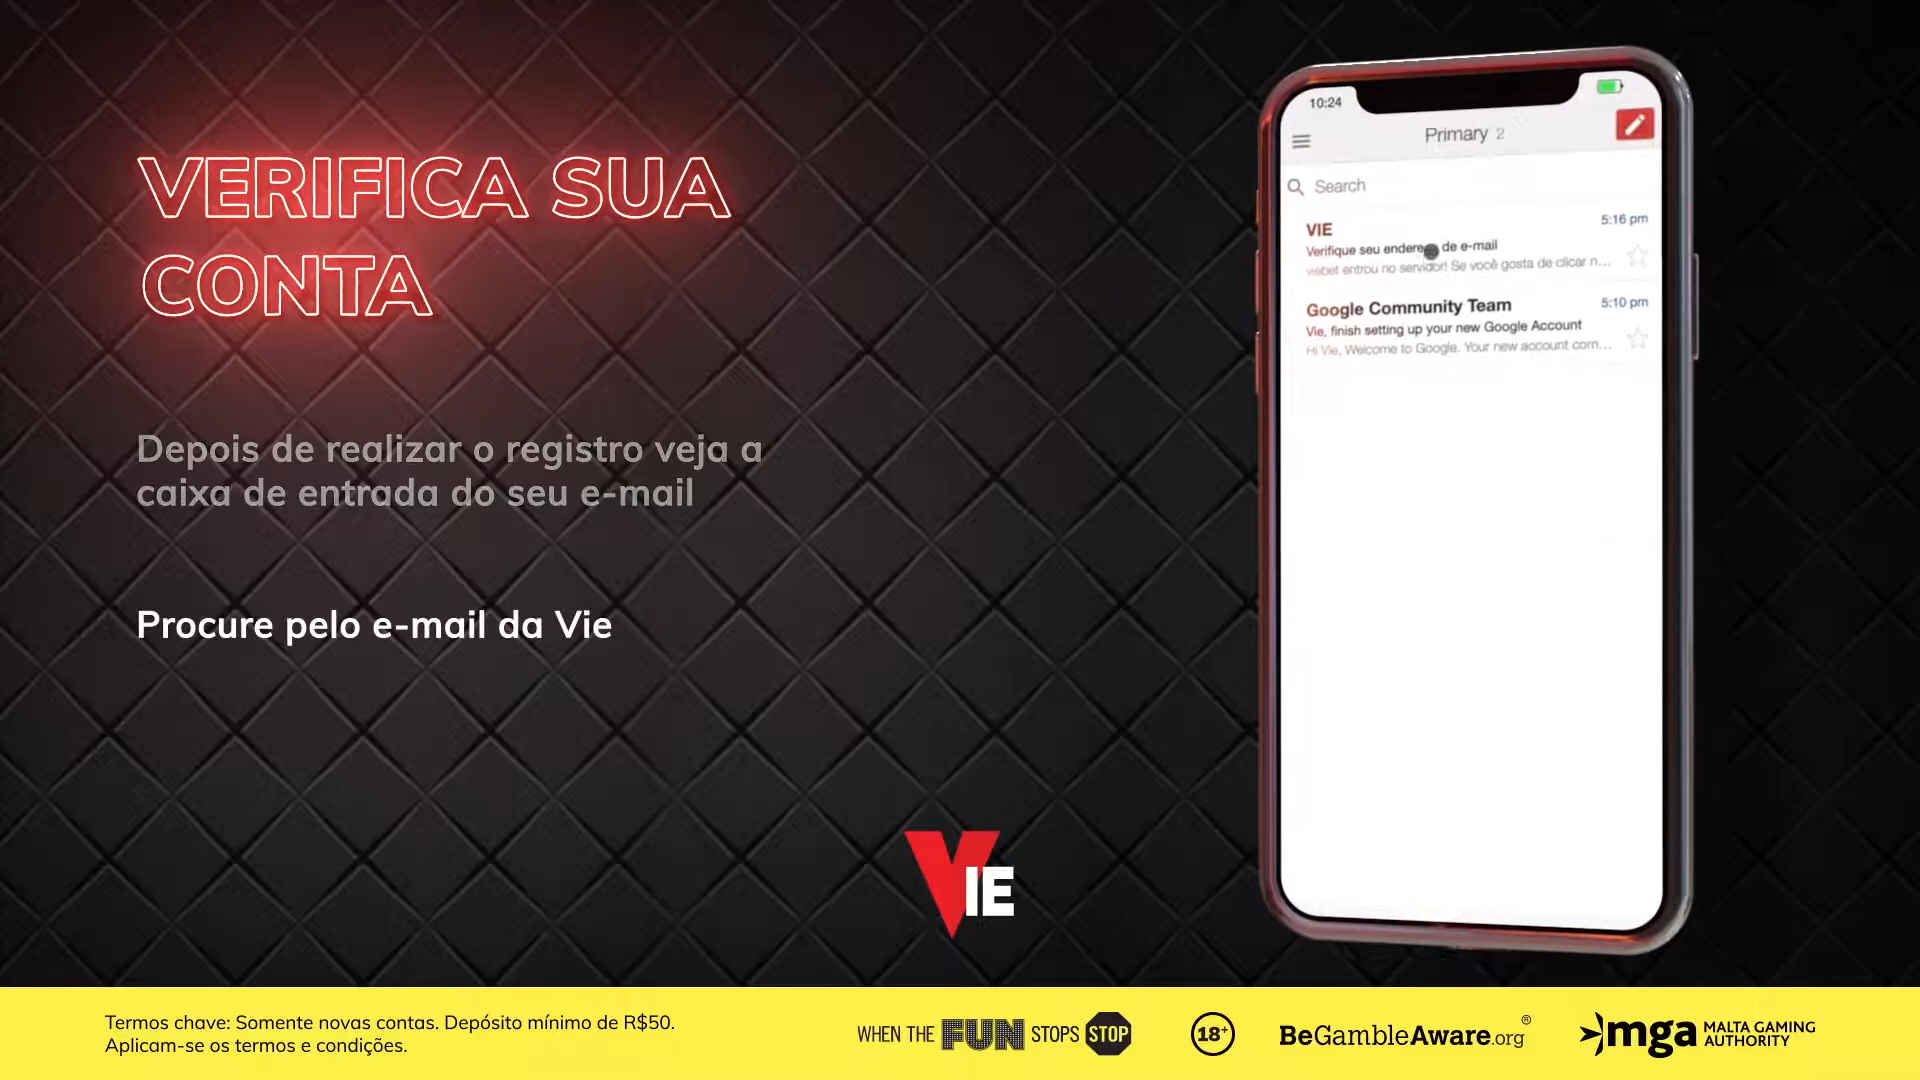 VERIFICA SUA
CONTA
Depois de realizar o registro veja a
caixa de entrada do seu e-mail
Procure pelo e-mail da Vie
10:24
Primary 2
Search
VIE
5:16 pm
Verifique seu endere de e-mail
viebet entrou no servidor! Se você gosta de clicar n...
Google Community Team
5:10 pm
Vie, finish setting up your new Google Account
Hi Vie, Welcome to Google. Your new account com...
VIE
Termos chave: Somente novas contas. Depósito mínimo de R$50.
Aplicam-se os termos e condições.
WHEN THE FUN STOPS STOP
18+
BeGambleAware.org®
mga MALTA GAMING
AUTHORITY